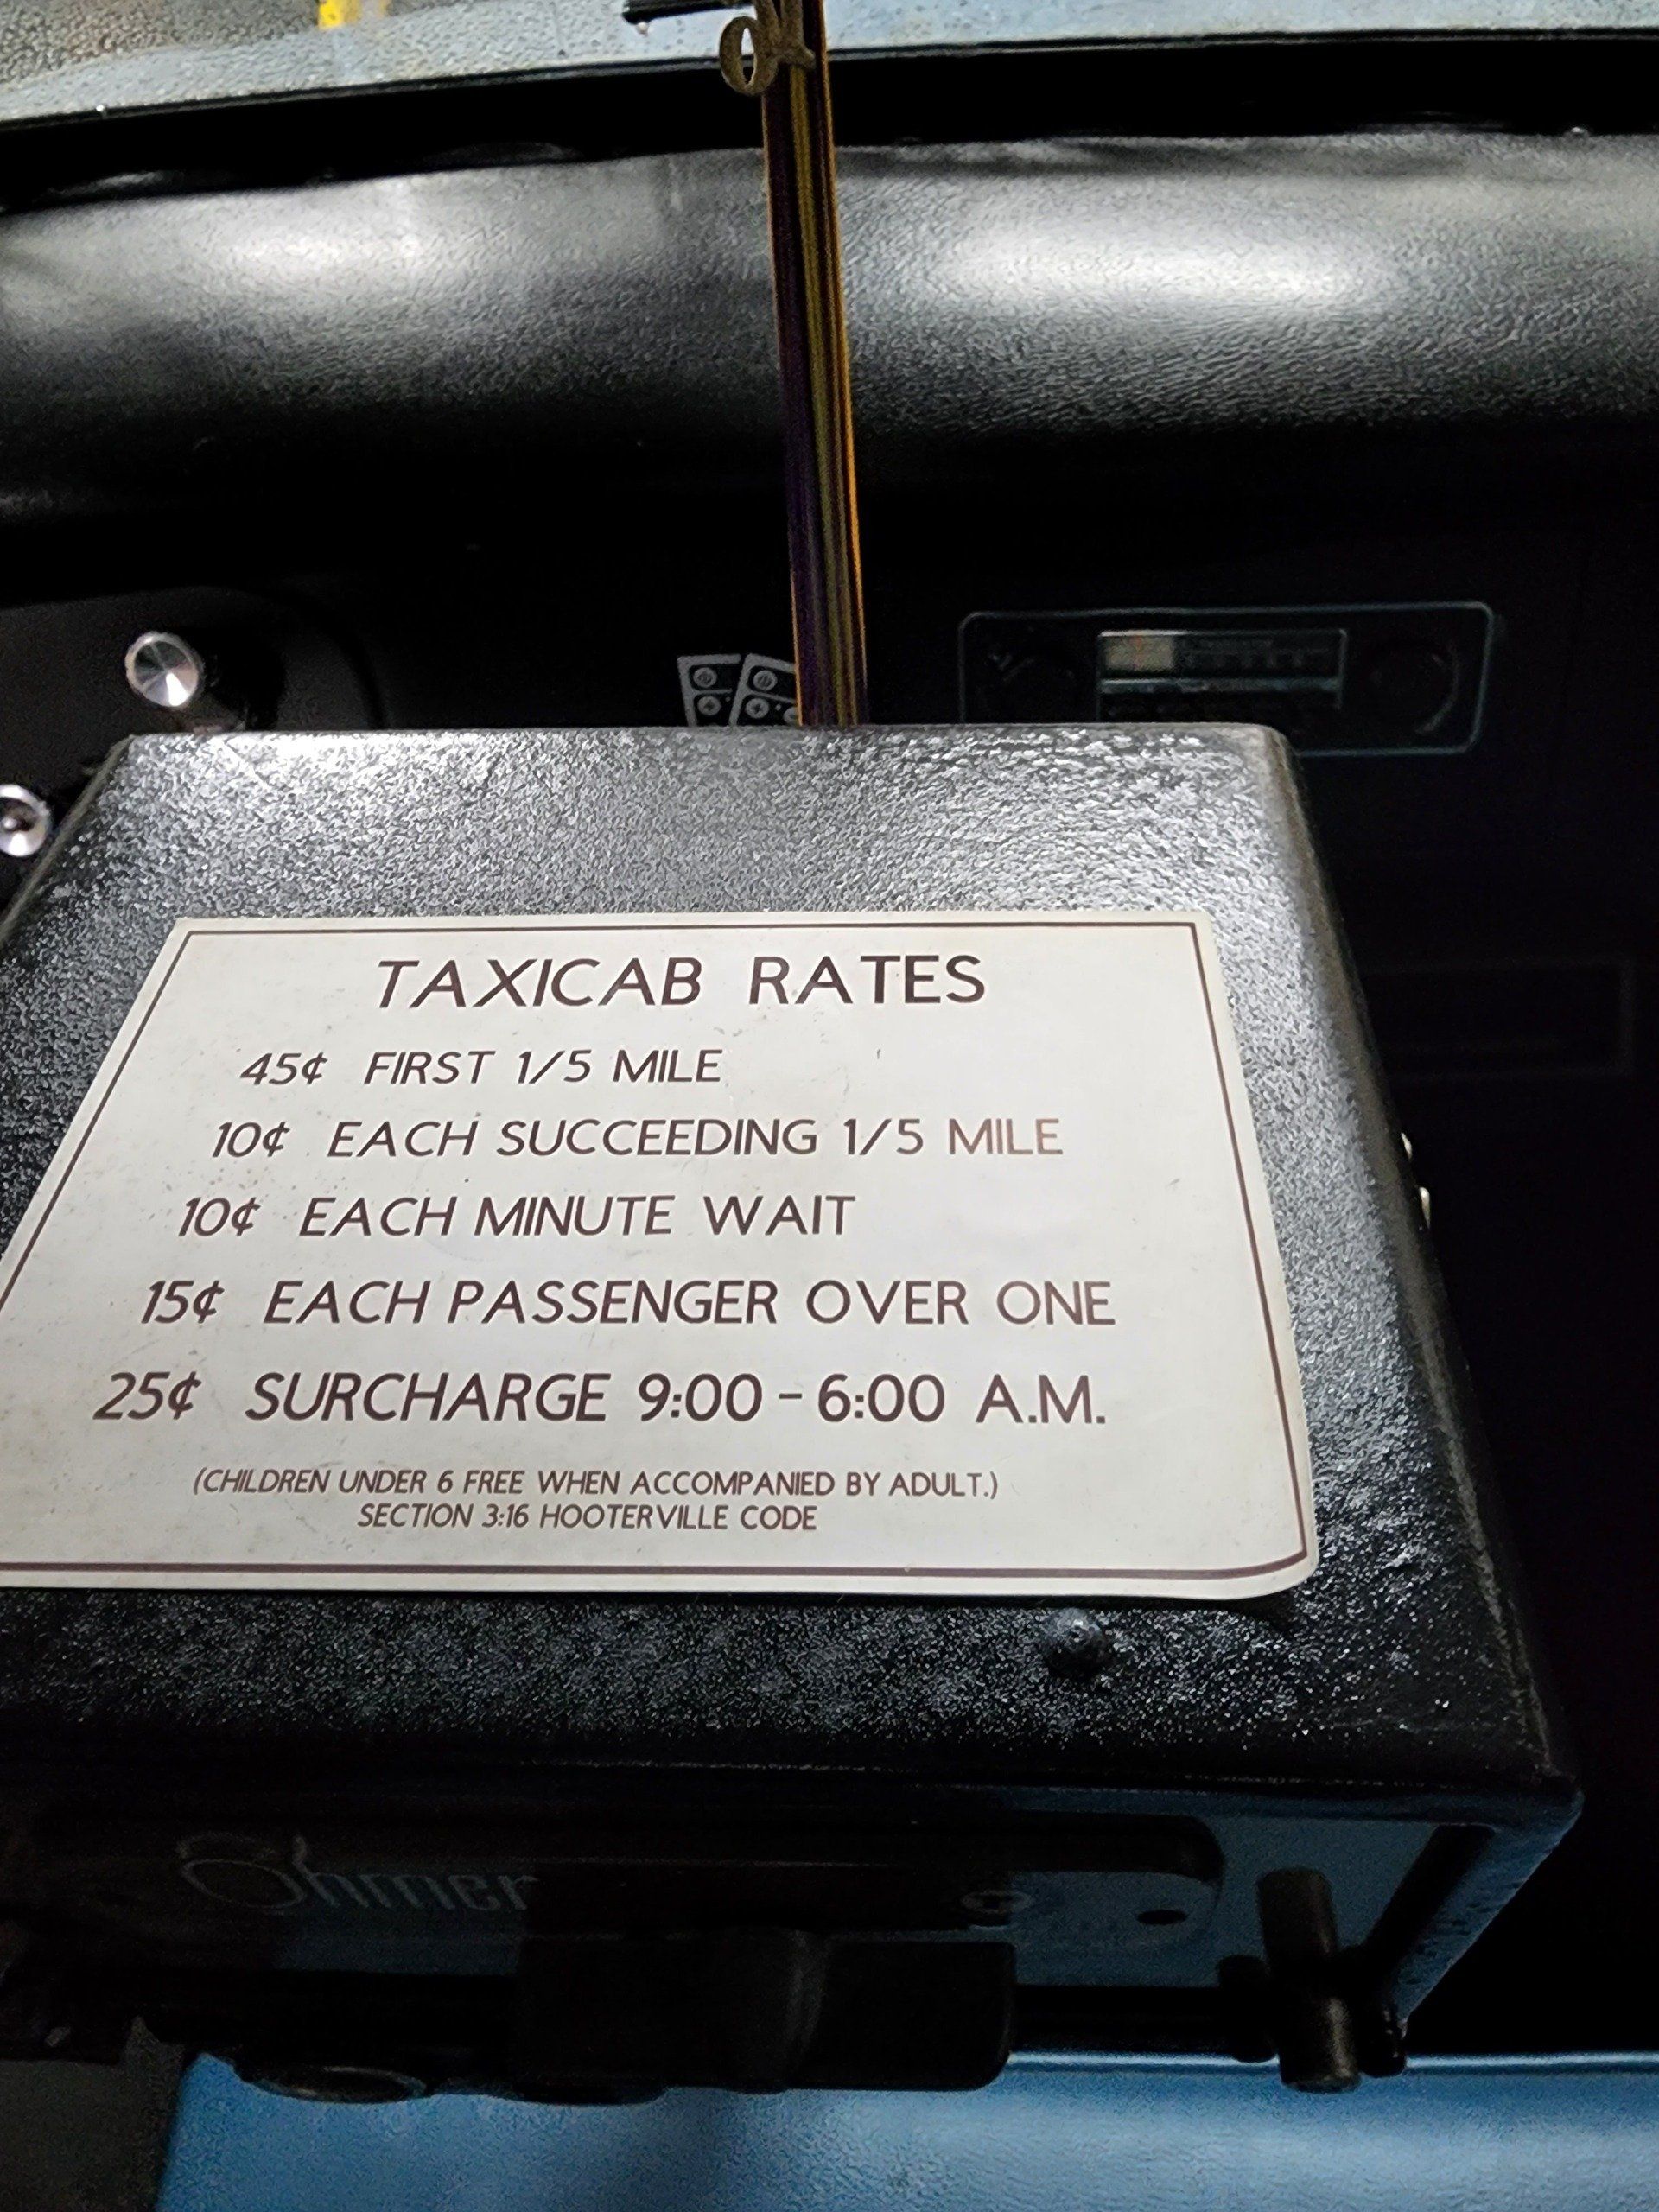 TAXICAB RATES
45¢ FIRST 1/5 MILE
10¢ EACH SUCCEEDING 1/5 MILE
10¢ EACH MINUTE WAIT
15¢ EACH PASSENGER OVER ONE
25¢ SURCHARGE 9:00 - 6:00 A.M.
(CHILDREN UNDER 6 FREE WHEN ACCOMPANIED BY ADULT.)
SECTION 3:16 HOOTERVILLE CODE
Ohmer